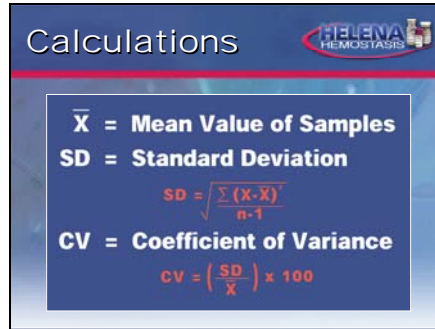 Calculations
HELENA
HEMOSTASIS
X̅ = Mean Value of Samples
SD = Standard Deviation
SD = √(Σ(X-X̅)²/n-1)
CV = Coefficient of Variance
CV = (SD/X̅) x 100